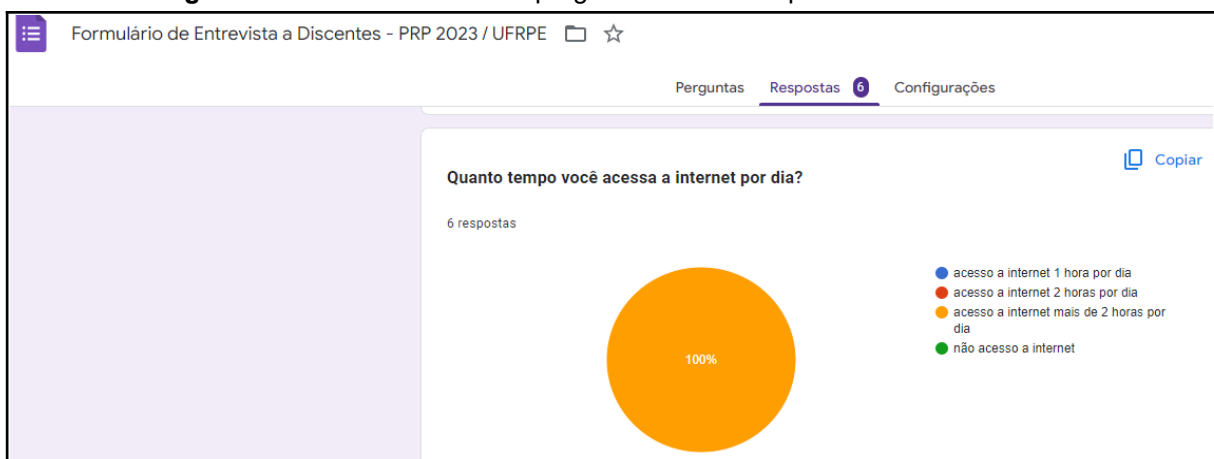 Formulário de Entrevista a Discentes - PRP 2023 / UFRPE
Perguntas Respostas 6 Configurações
Copiar
Quanto tempo você acessa a internet por dia?
6 respostas
acesso a internet 1 hora por dia
acesso a internet 2 horas por dia
acesso a internet mais de 2 horas por
dia
não acesso a internet
100%